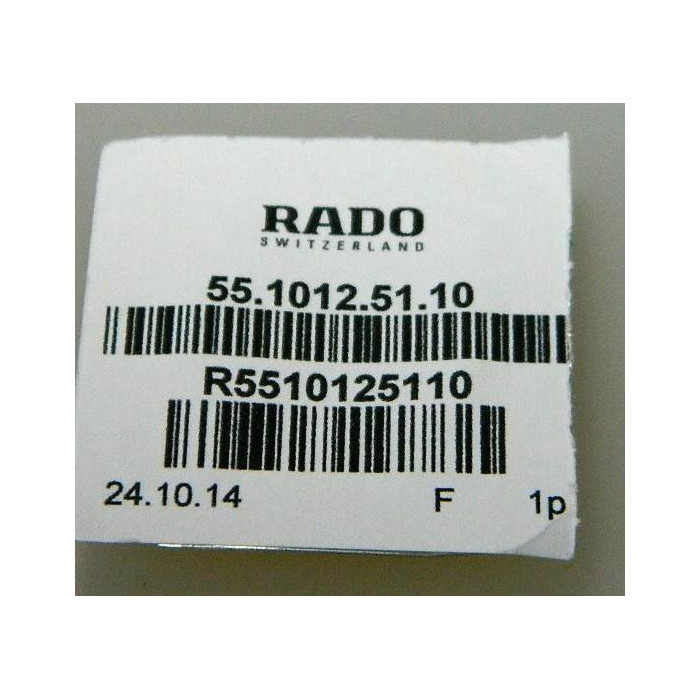 RADO
SWITZERLAND
55.1012.51.10
R5510125110
24.10.14 F 1p